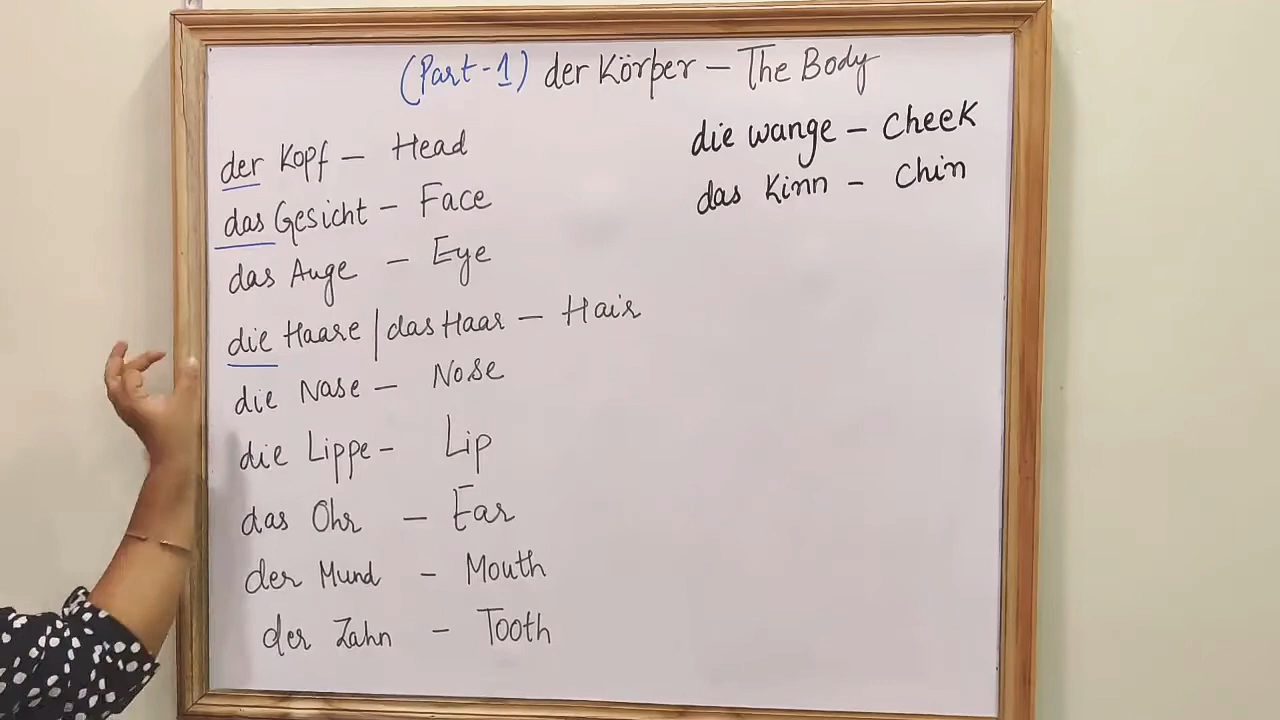 (Part-1) der Körper – The Body
der Kopf – Head
das Gesicht – Face
das Auge – Eye
die Haare | das Haar – Hair
die Nase – Nose
die Lippe – Lip
das Ohr – Ear
der Mund – Mouth
der Zahn – Tooth
die wange – Cheek
das Kinn – Chin